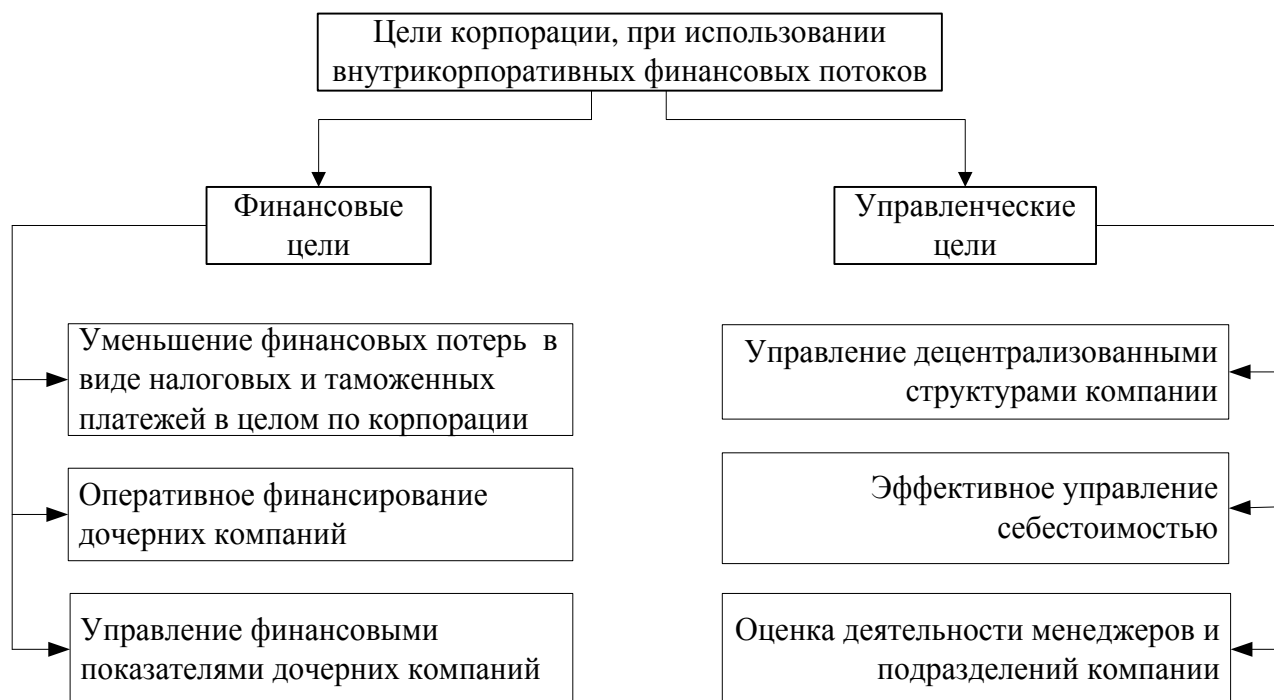 Цели корпорации, при использовании
внутрикорпоративных финансовых потоков
Финансовые
цели
Управленческие
цели
Уменьшение финансовых потерь в
виде налоговых и таможенных
платежей в целом по корпорации
Оперативное финансирование
дочерних компаний
Управление финансовыми
показателями дочерних компаний
Управление децентрализованными
структурами компании
Эффективное управление
себестоимостью
Оценка деятельности менеджеров и
подразделений компании